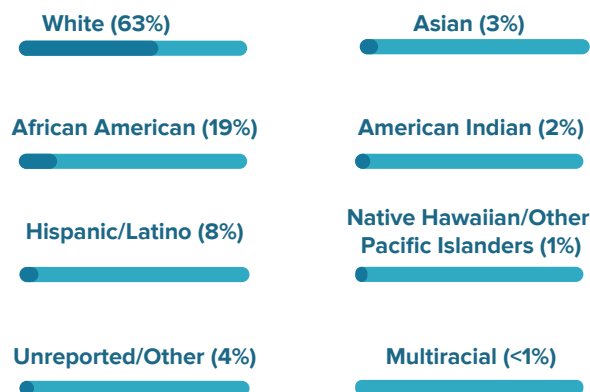 White (63%)
Asian (3%)
African American (19%)
American Indian (2%)
Hispanic/Latino (8%)
Native Hawaiian/Other
Pacific Islanders (1%)
Unreported/Other (4%)
Multiracial (<1%)